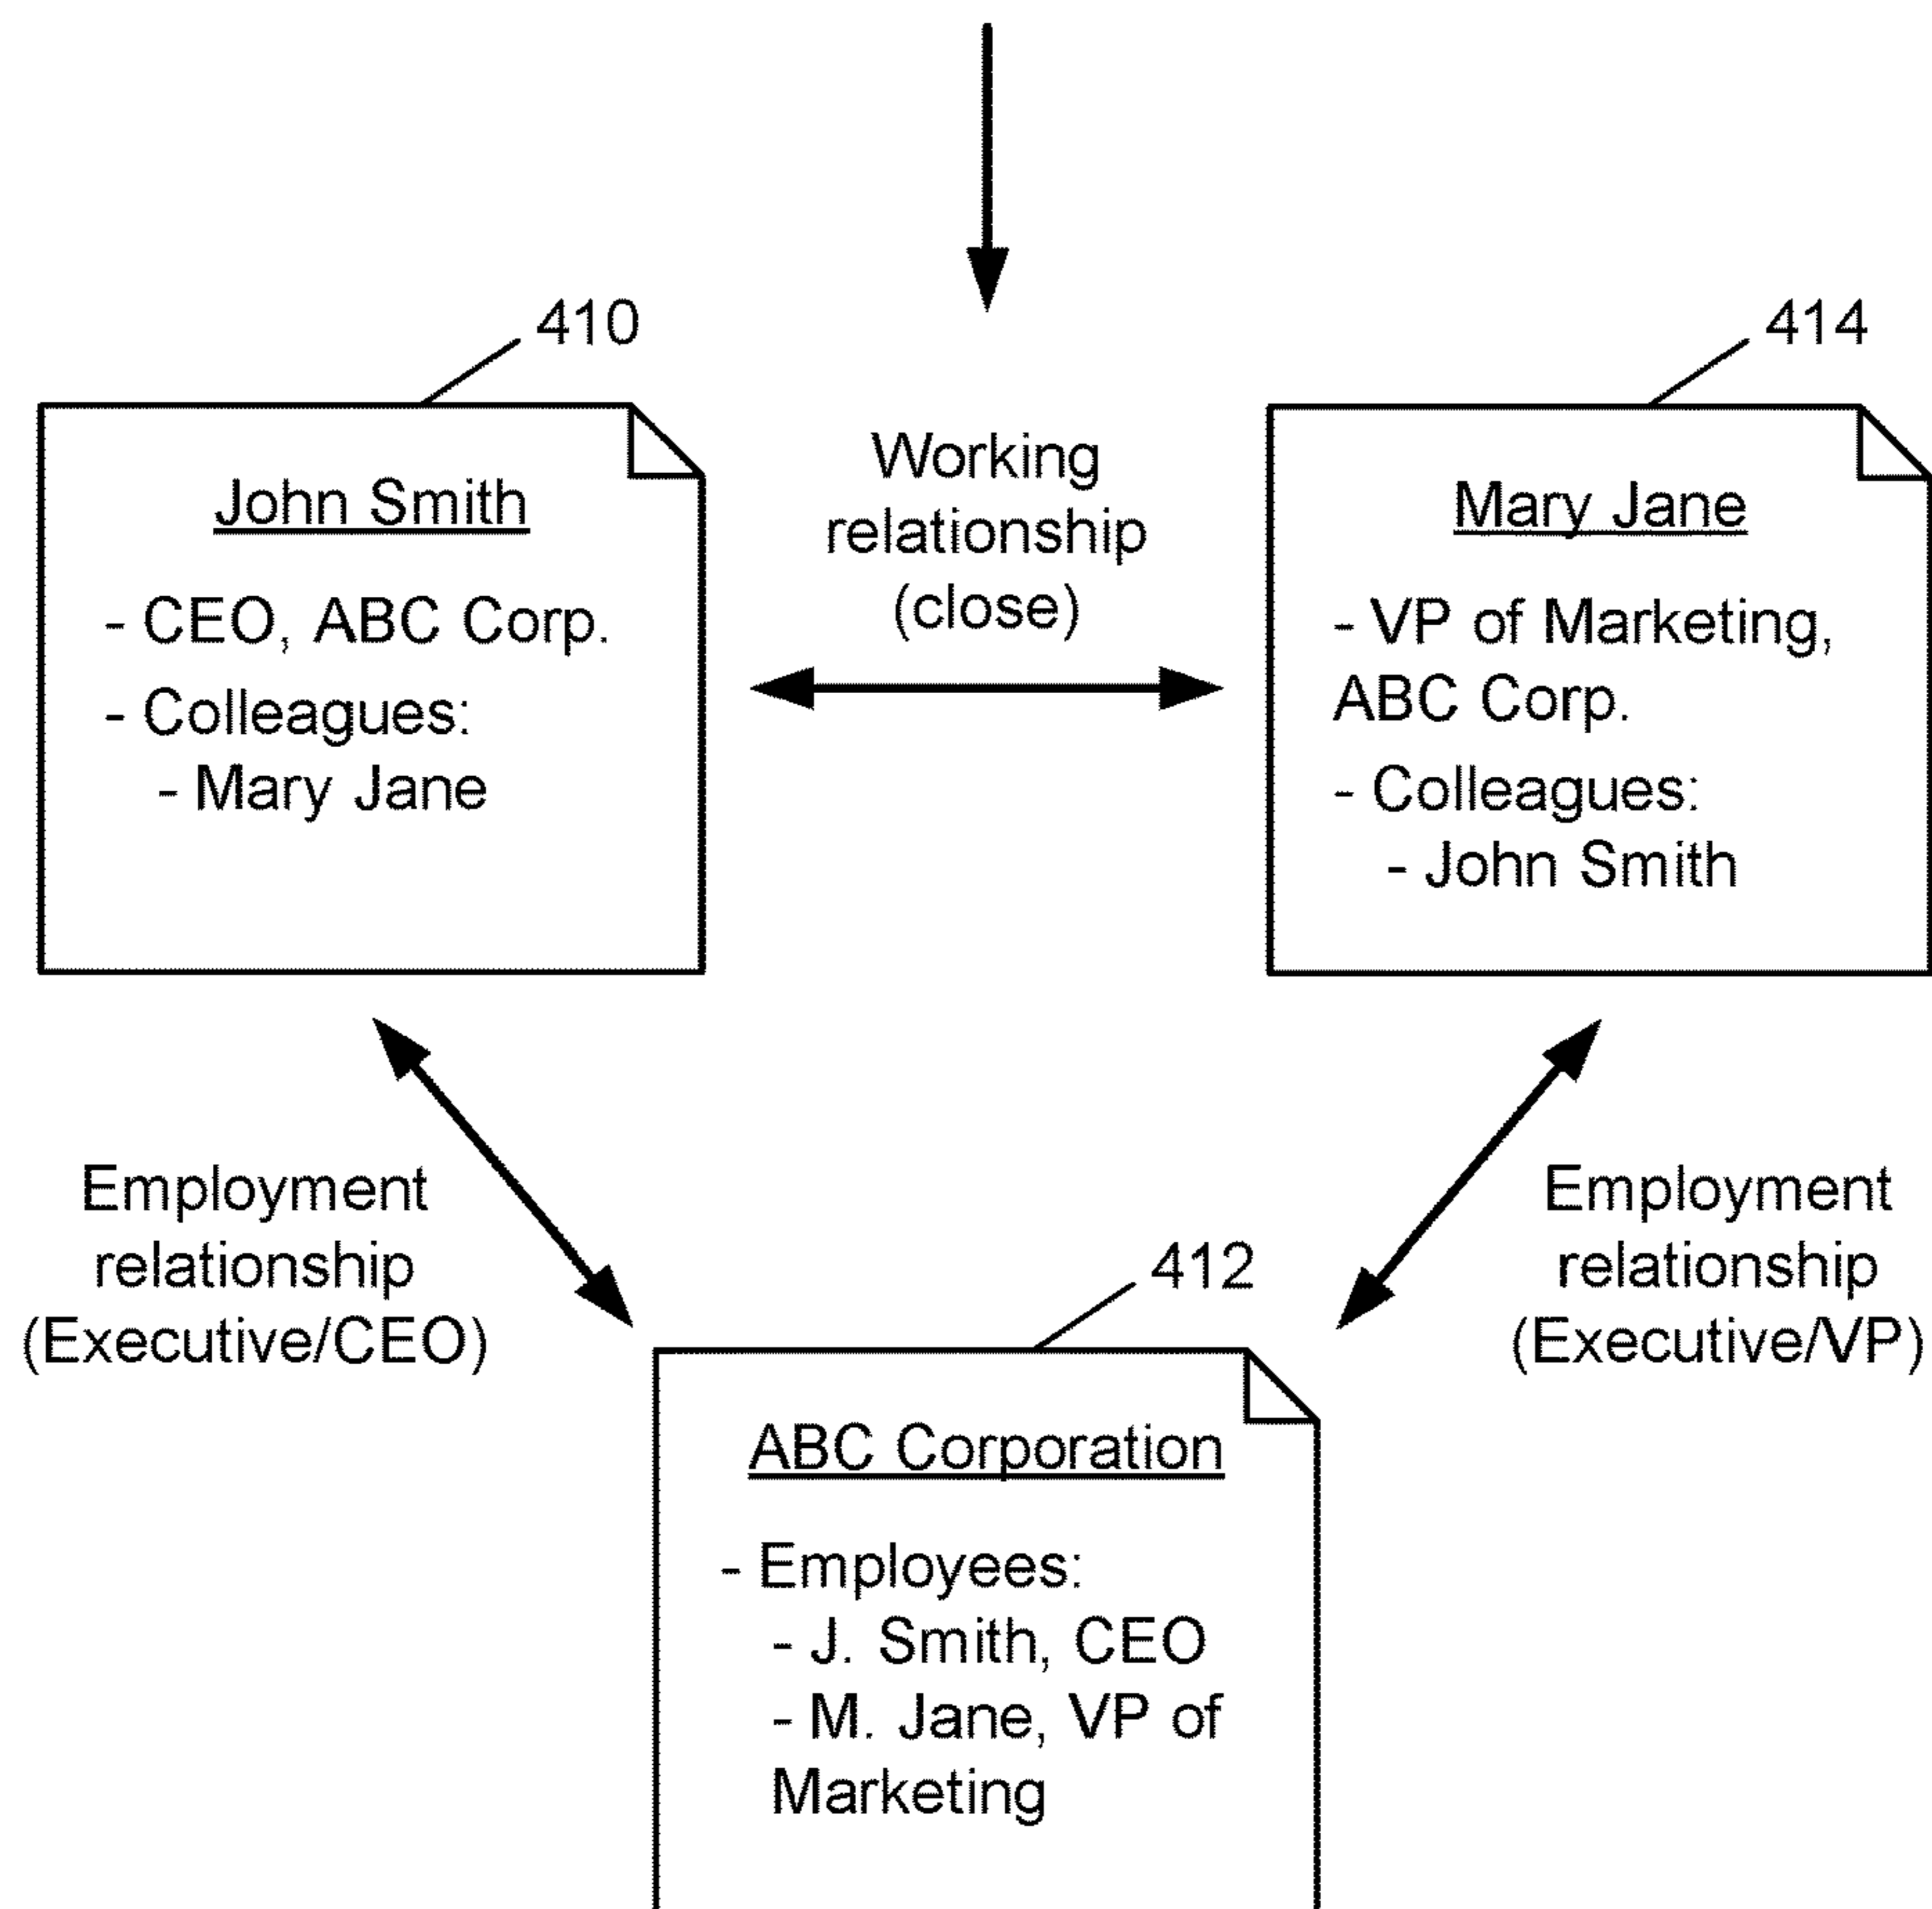 410
John Smith
- CEO, ABC Corp.
- Colleagues:
- Mary Jane
Working
relationship
(close)
414
Mary Jane
- VP of Marketing,
ABC Corp.
- Colleagues:
- John Smith
Employment
relationship
(Executive/CEO)
Employment
relationship
(Executive/VP)
412
ABC Corporation
- Employees:
- J. Smith, CEO
- M. Jane, VP of
Marketing